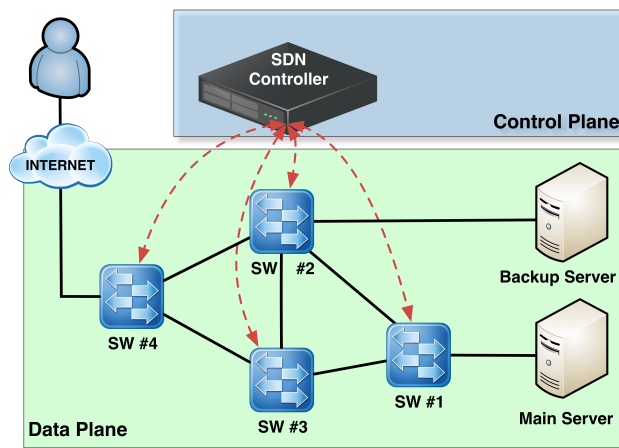 SDN
Controller
Control Plane
INTERNET
SW #2
Backup Server
SW #4
SW #3
SW #1
Main Server
Data Plane